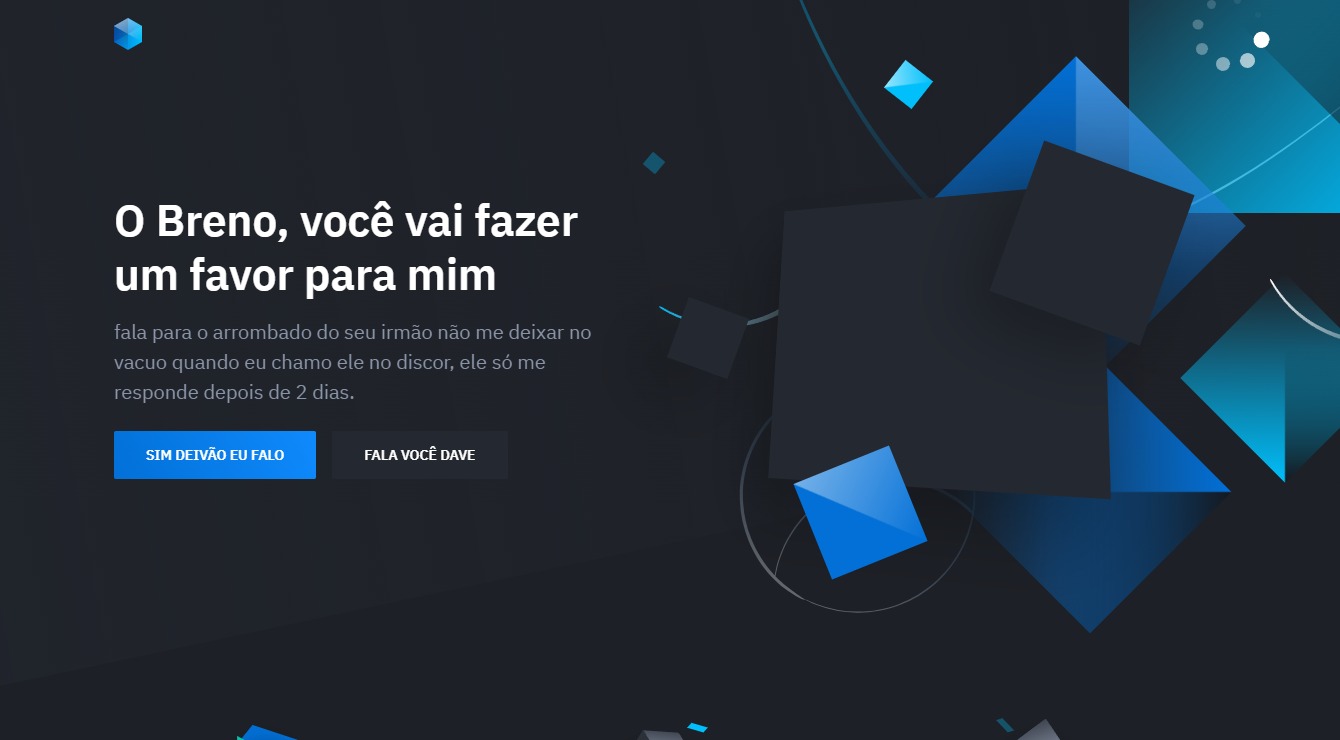 O Breno, você vai fazer
um favor para mim
fala para o arrombado do seu irmão não me deixar no
vacuo quando eu chamo ele no discor, ele só me
responde depois de 2 dias.
SIM DEIVÃO EU FALO
FALA VOCÊ DAVE